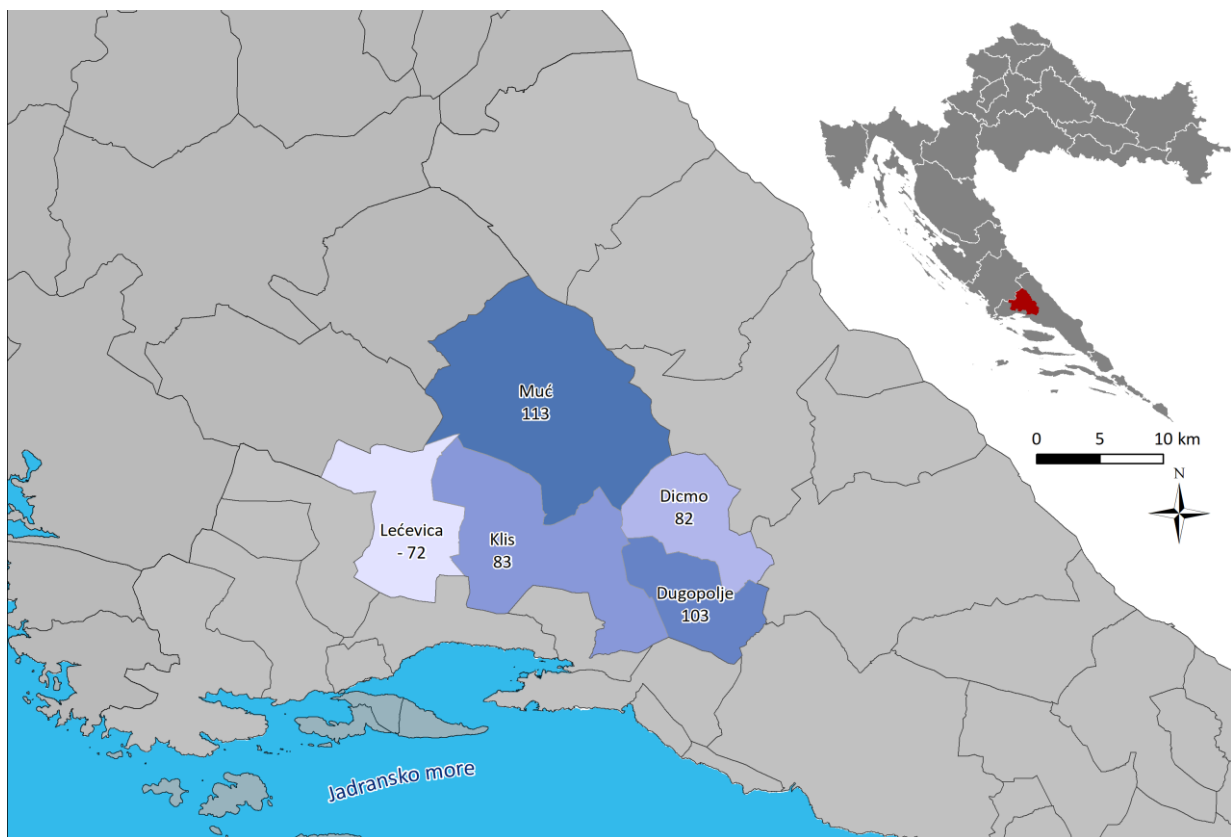 Muć
113
Dicmo
82
Lećevica
- 72
Klis
83
Dugopolje
103
Jadransko more
0 5 10 km
N